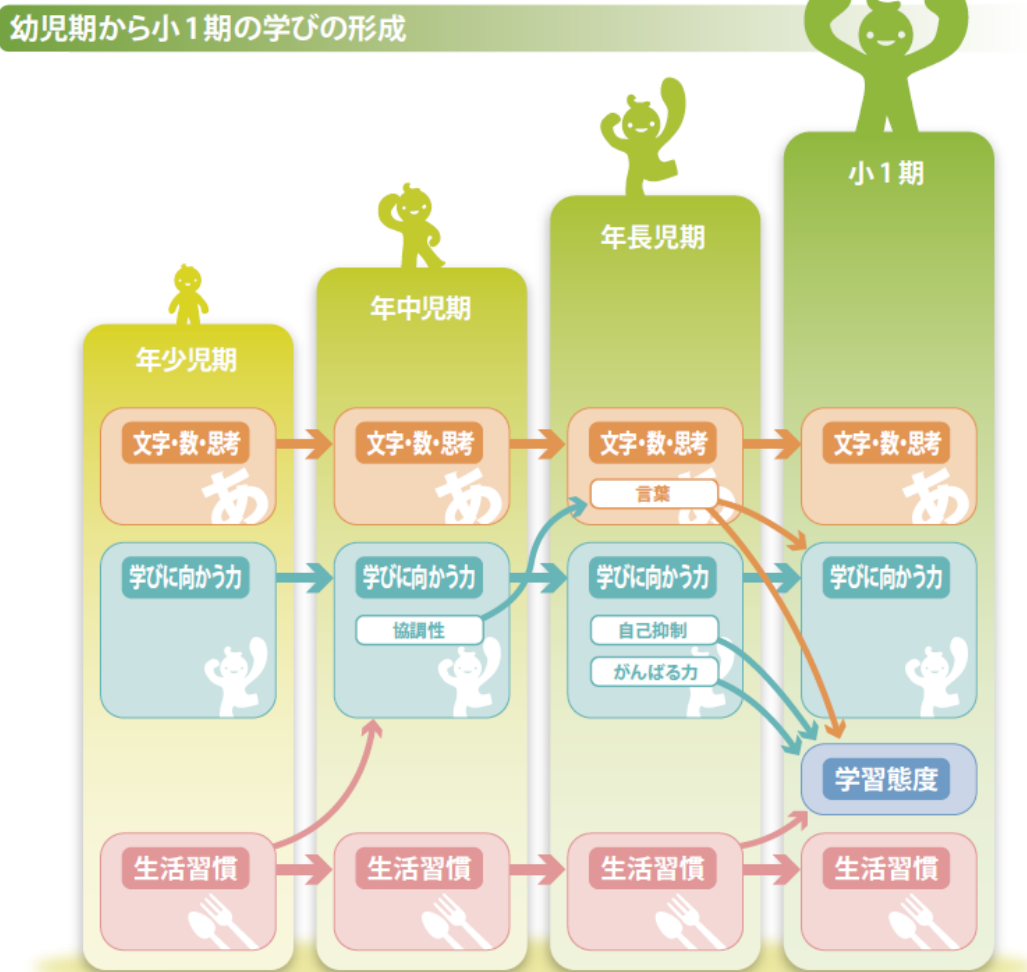 幼児期から小1期の学びの形成
年少児期
文字・数・思考
あ
学びに向かう力
生活習慣
年中児期
文字・数・思考
あ
学びに向かう力
協調性
生活習慣
年長児期
文字・数・思考
言葉
あ
学びに向かう力
自己抑制
がんばる力
生活習慣
小1期
文字・数・思考
あ
学びに向かう力
学習態度
生活習慣